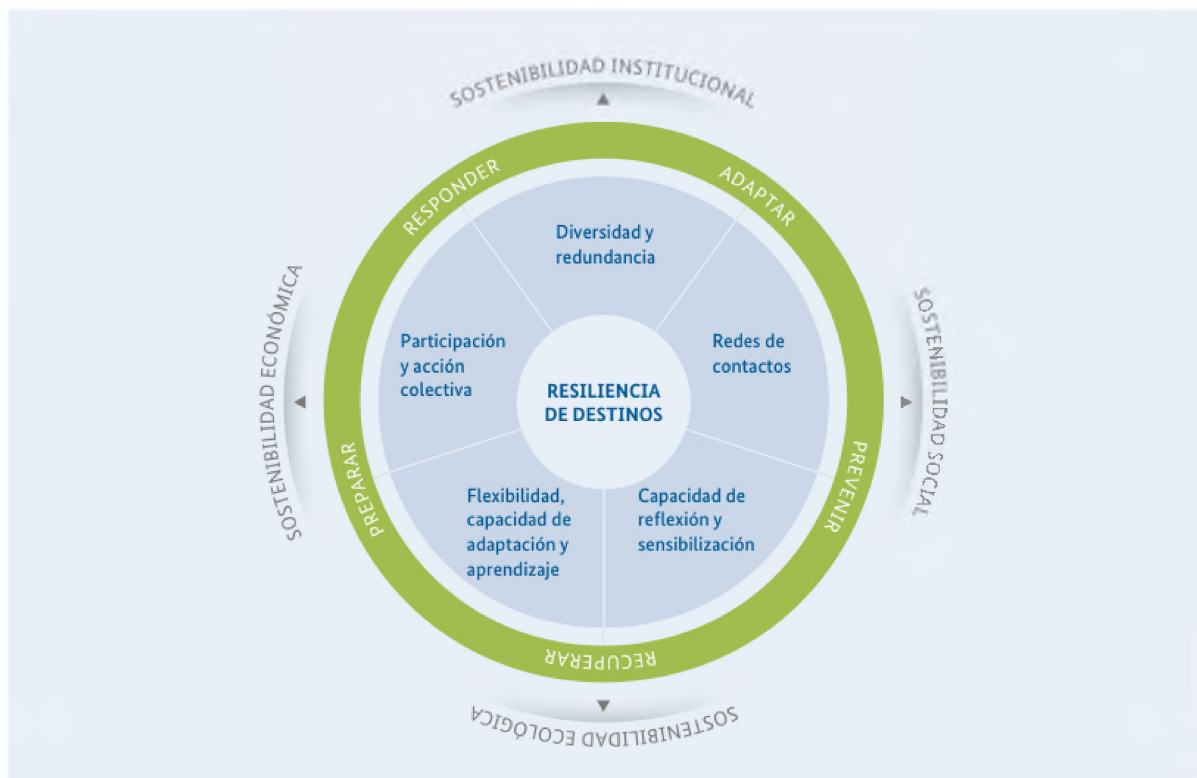 SOSTENIBILIDAD INSTITUCIONAL
RESPONDER
ADAPTAR
Diversidad y
redundancia
SOSTENIBILIDAD ECONÓMICA
SOSTENIBILIDAD SOCIAL
Participación
y acción
colectiva
Redes de
contactos
RESILIENCIA
DE DESTINOS
PREPARAR
PREVENIR
Flexibilidad,
capacidad de
adaptación y
aprendizaje
Capacidad de
reflexión y
sensibilización
RECUPERAR
SOSTENIBILIDAD ECOLÓGICA